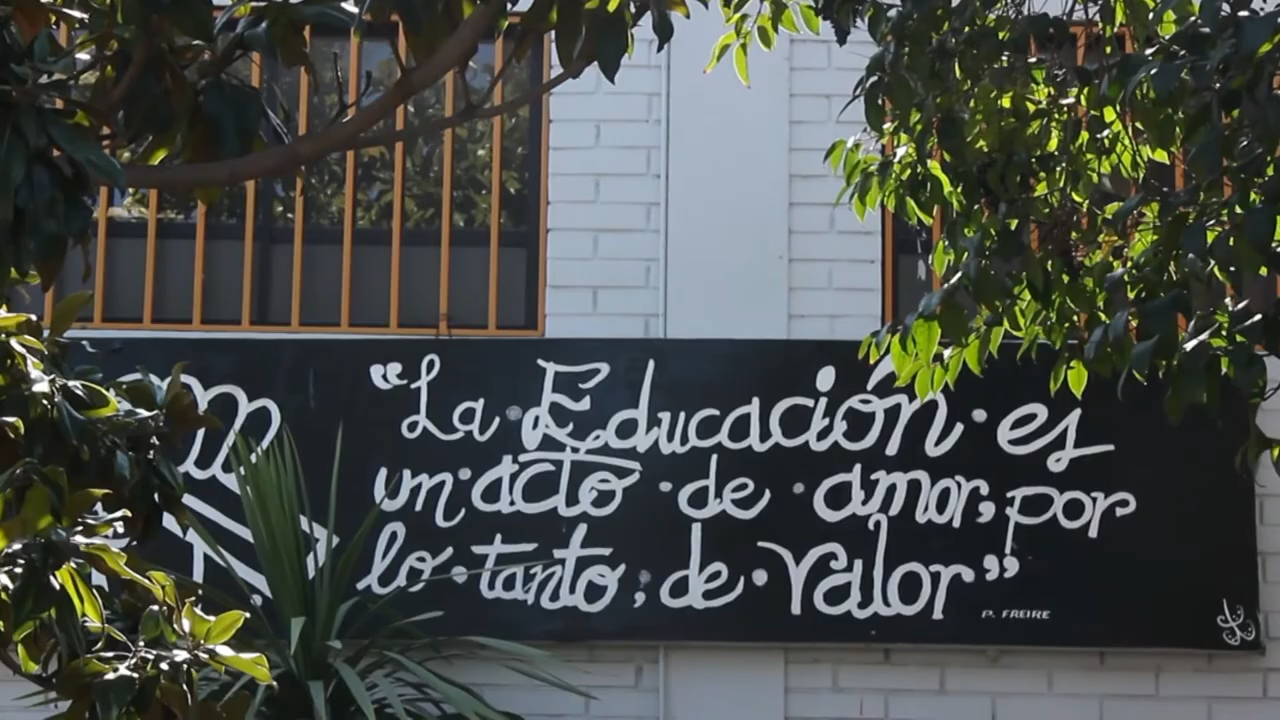 “La Educación es
un acto de amor, por
lo tanto, de valor”
P. FREIRE